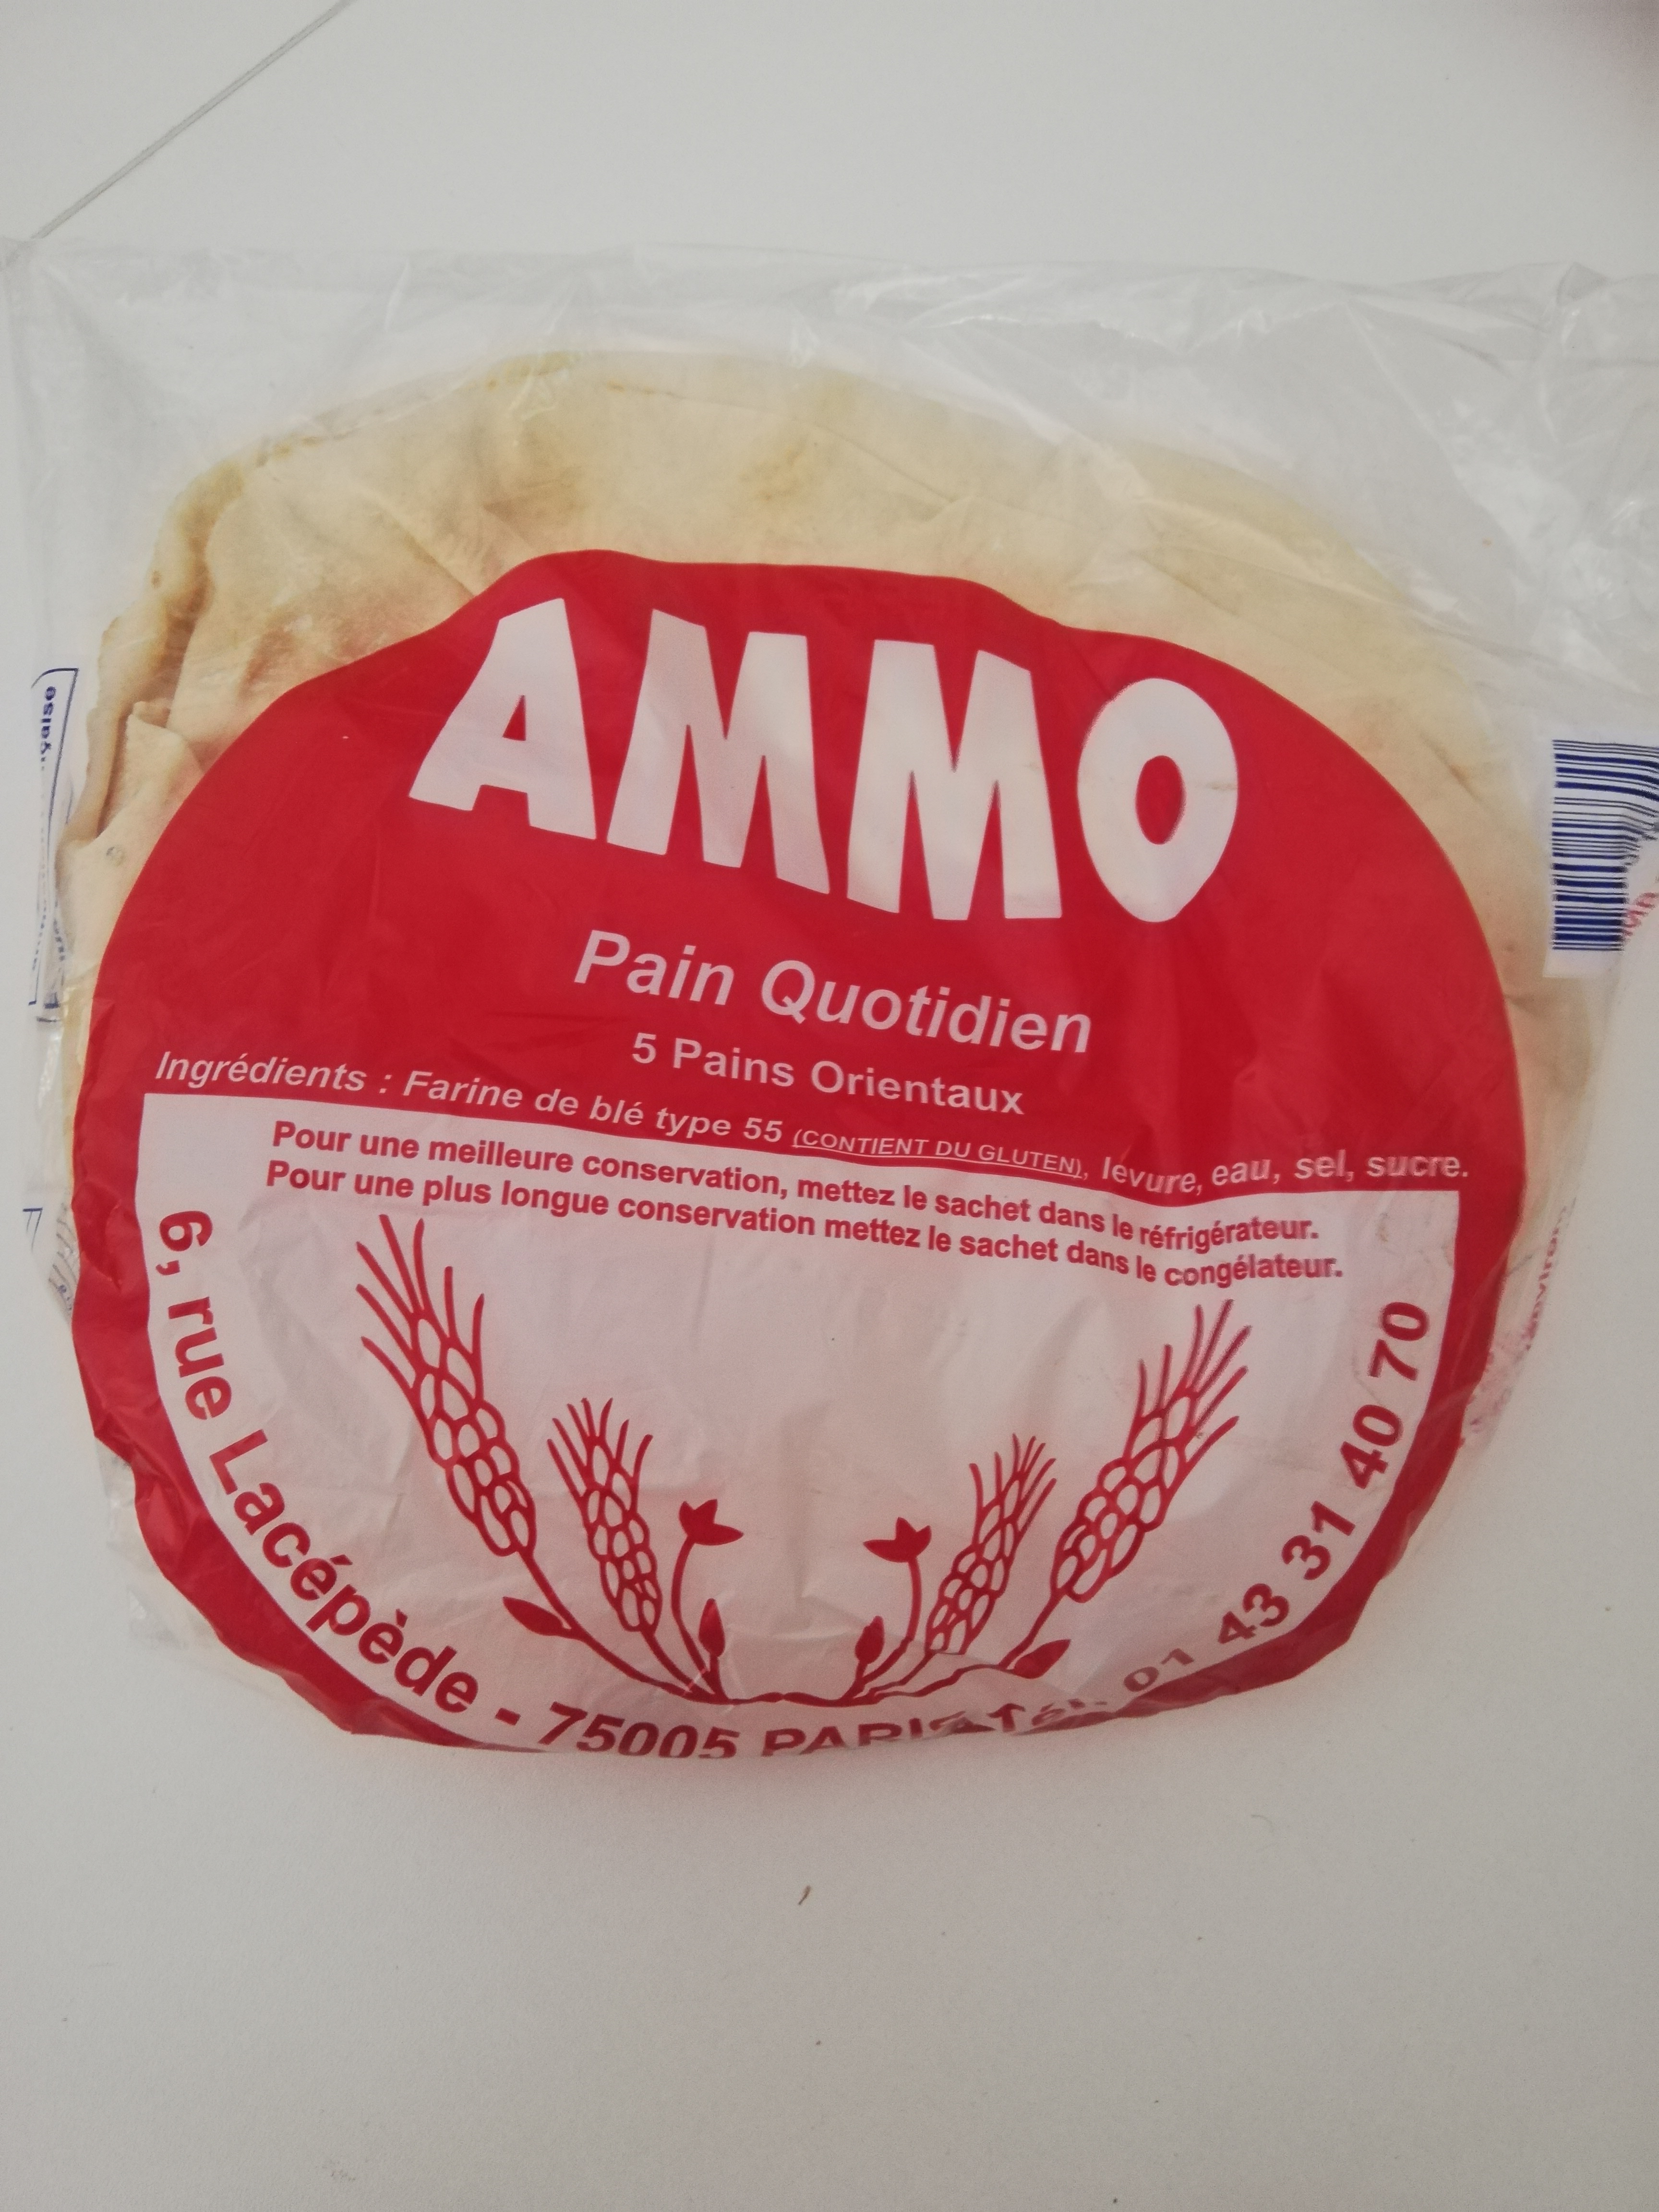 AMMO
Pain Quotidien
5 Pains Orientaux
Ingrédients : Farine de blé type 55 (CONTIENT DU GLUTEN), levure, eau, sel, sucre.
Pour une meilleure conservation, mettez le sachet dans le réfrigérateur.
Pour une plus longue conservation mettez le sachet dans le congélateur.
6, rue Lacépède - 75005 PARIS Tél. 01 43 31 40 70